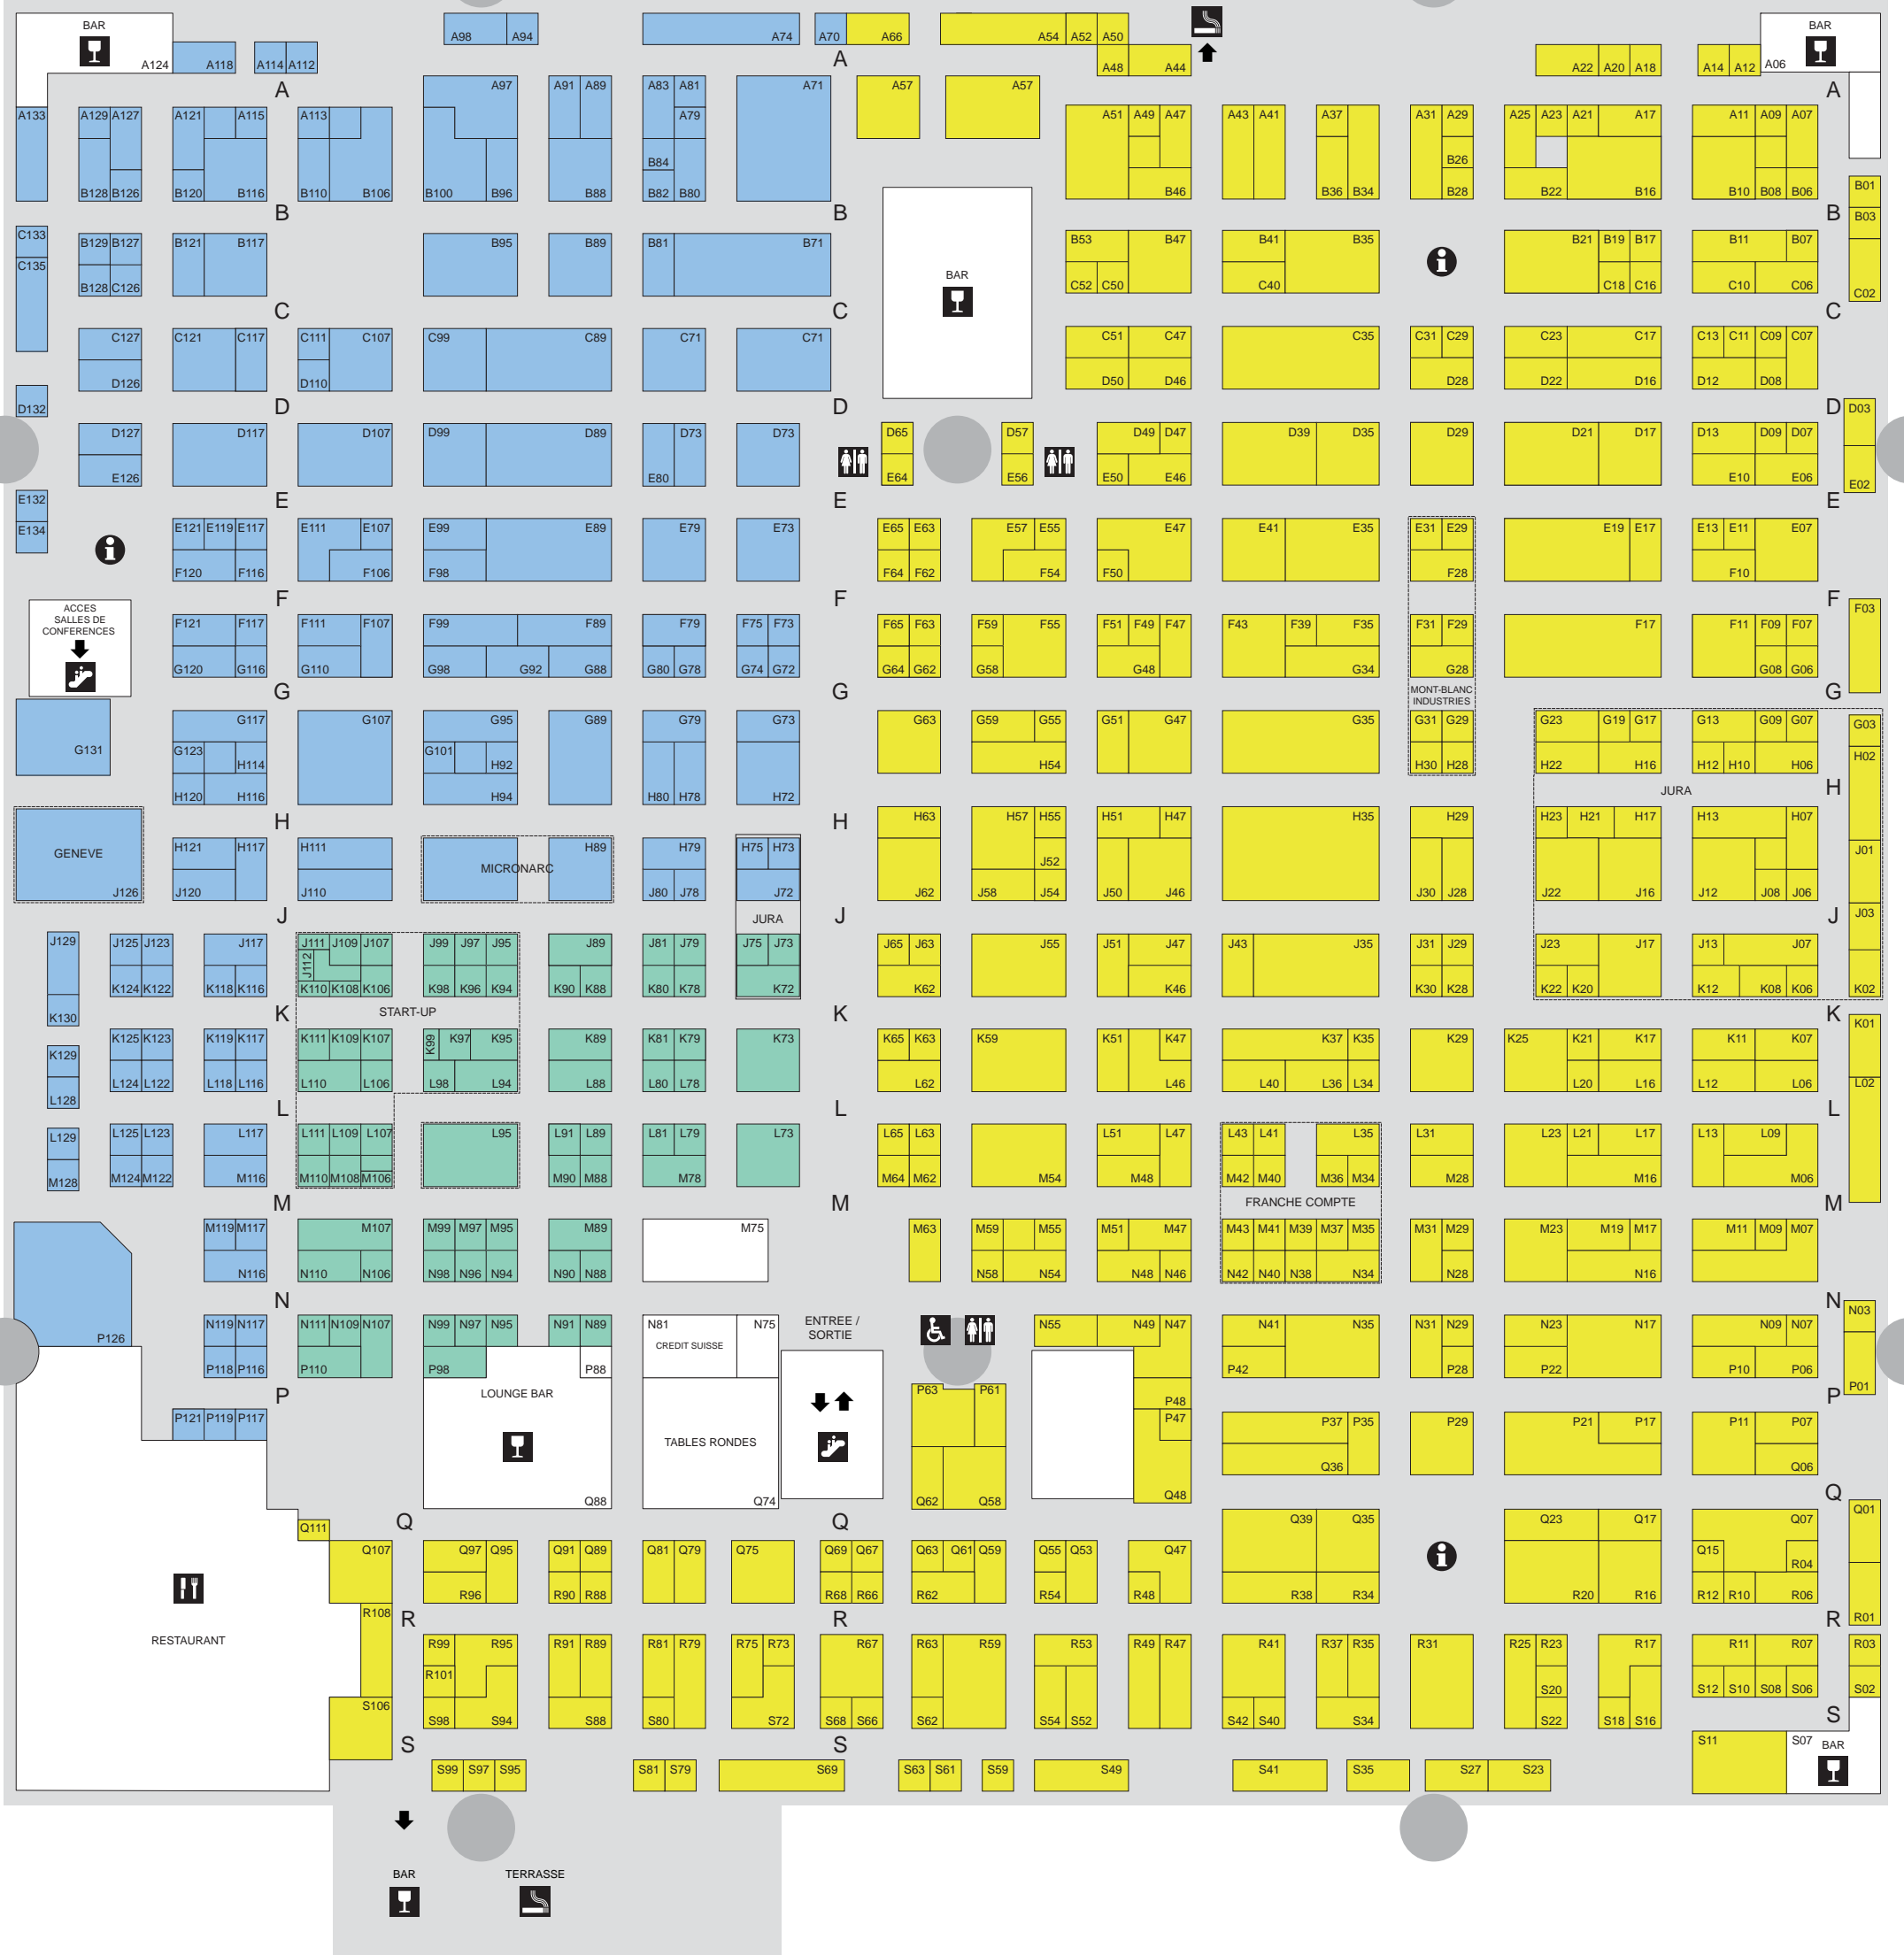 BAR
A124
A118
A114 A112
A98 A94
A74
A70 A66
A54 A52 A50
A48 A44
A22 A20 A18
A14 A12
A06
BAR
A A A
A133
A129 A127
A121 A115
A113
A97
A91 A89
A83 A81
A79
A71
A57
A57
A51 A49 A47
A43 A41
A37
A31 A29
A25 A23 A21 A17
A11 A09 A07
B84
B26
B128 B126
B120 B116
B110 B106
B100 B96
B88
B82 B80
B46
B36 B34
B28
B22 B16
B10 B08 B06
B01
B03
C02
B B B
C133
C135
B129 B127
B128 C126
B121 B117
B95
B89
B81 B71
BAR
B53 B47
C52 C50
B41 B35
C40
B21 B19 B17
C18 C16
B11 B07
C10 C06
C C C
C127
D126
C121 C117
C111 C107
D110
C99 C89
C71
C71
C51 C47
D50 D46
C35
C31 C29
D28
C23 C17
D22 D16
C13 C11 C09 C07
D12 D08
D132
D D D
D03
E02
D127
E126
D117
D107
D99 D89
D73
E80
D73
D65
E64
D57
E56
D49 D47
E50 E46
D39 D35
D29
D21 D17
D13 D09 D07
E10 E06
E132
E134
E E E
E121 E119 E117
F120 F116
E111 E107
F106
E99 E89
F98
E79
E73
E65 E63
F64 F62
E57 E55
F54
E47
F50
E41 E35
E31 E29
F28
E19 E17
E13 E11 E07
F10
F F F
ACCES
SALLES DE
CONFERENCES
F121 F117
G120 G116
F111 F107
G110
F99 F89
G98 G92 G88
F79
G80 G78
F75 F73
G74 G72
F65 F63
G64 G62
F59 F55
G58
F51 F49 F47
G48
F43 F39 F35
G34
F31 F29
G28
F17
F11 F09 F07
G08 G06
F03
G G G
MONT-BLANC
INDUSTRIES
G131
G117
G123
H114
H120 H116
G107
G95
G101
H92
H94
G89
G79
H80 H78
G73
H72
G63
G59 G55
H54
G51 G47
G35
G31 G29
H30 H28
G23 G19 G17
H22 H16
G13 G09 G07
H12 H10 H06
G03
H02
JURA
H H H
GENEVE
J126
H121 H117
J120
H111
J110
MICRONARC
H89
H79
J80 J78
H75 H73
J72
JURA
H63
J62
H57 H55
J52
J58 J54
H51 H47
J50 J46
H35
H29
J30 J28
H23 H21 H17
J22 J16
H13 H07
J12 J08 J06
J01
J03
K02
J J J
J129
K130
J125 J123
K124 K122
J117
K118 K116
J111 J109 J107
J112
K110 K108 K106
J99 J97 J95
K98 K96 K94
J89
K90 K88
J81 J79
K80 K78
J75 J73
K72
J65 J63
K62
J55
J51 J47
K46
J43 J35
J31 J29
K30 K28
J23 J17
K22 K20
J13 J07
K12 K08 K06
START-UP
K K K
K01
L02
K129
L128
K125 K123
L124 L122
K119 K117
L118 L116
K111 K109 K107
L110 L106
K99 K97 K95
L98 L94
K89
L88
K81 K79
L80 L78
K73
K65 K63
L62
K59
K51 K47
L46
K37 K35
L40 L36 L34
K29
K25 K21 K17
L20 L16
K11 K07
L12 L06
L L L
L129
M128
L125 L123
M124 M122
L117
M116
L111 L109 L107
M110 M108 M106
L95
L91 L89
M90 M88
L81 L79
M78
L73
L65 L63
M64 M62
M54
L51 L47
M48
L43 L41
M42 M40
L35
M36 M34
L31
M28
L23 L21 L17
M16
L13 L09
M06
FRANCHE COMPTE
M M M
M119 M117
N116
M107
N110 N106
M99 M97 M95
N98 N96 N94
M89
N90 N88
M75
M63
M59 M55
N58 N54
M51 M47
N48 N46
M43 M41 M39 M37 M35
N42 N40 N38 N34
M31 M29
N28
M23 M19 M17
N16
M11 M09 M07
N N N03
P126
N119 N117
P118 P116
N111 N109 N107
P110
N99 N97 N95
P98
N91 N89
P88
N81 N75
CREDIT SUISSE
ENTREE /
SORTIE
N55 N49 N47
N41 N35
P42
N31 N29
P28
N23 N17
P22
N09 N07
P10 P06
P01
P P
P121 P119 P117
LOUNGE BAR
Q88
TABLES RONDES
Q74
P63 P61
Q62 Q58
P48
P47
Q48
P37 P35
Q36
P29
P21 P17
P11 P07
Q06
Q Q Q
Q111
Q107
Q97 Q95
R96
Q91 Q89
R90 R88
Q81 Q79
Q75
Q69 Q67
R68 R66
Q63 Q61 Q59
R62
Q55 Q53
R54
Q47
R48
Q39 Q35
R38 R34
Q23 Q17
R20 R16
Q07
Q15
R04
R12 R10 R06
Q01
R01
RESTAURANT
R108
R R R
R99 R95
R101
S98 S94
R91 R89
S88
R81 R79
S80
R75 R73
S72
R67
S68 S66
R63 R59
S62
R53
S54 S52
R49 R47
R41
S42 S40
R37 R35
S34
R31
R25 R23
S20
S22
R17
S18 S16
R11 R07
S12 S10 S08 S06
R03
S02
S106
S S S
S99 S97 S95
S81 S79
S69
S63 S61
S59
S49
S41
S35
S27 S23
S11
S07 BAR
BAR
TERRASSE